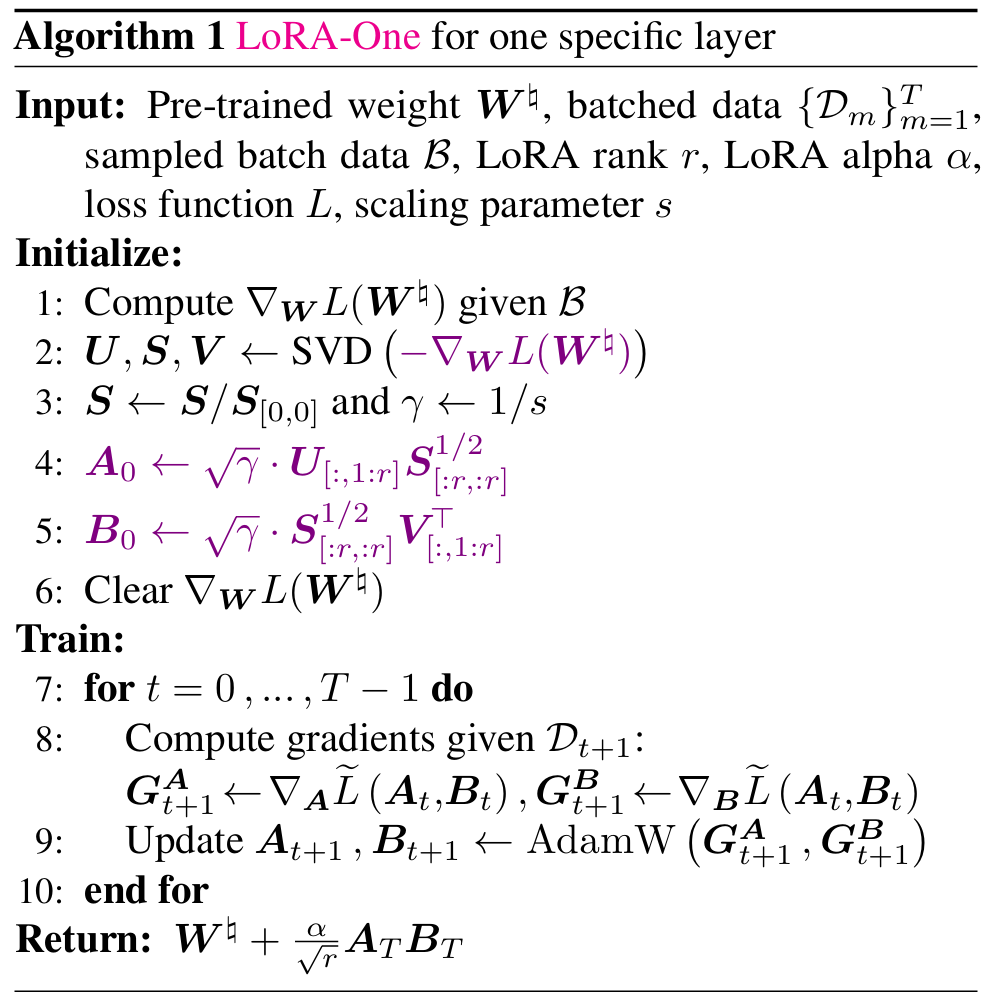 Algorithm 1 LoRA-One for one specific layer
Input: Pre-trained weight $\boldsymbol{W}^\natural$, batched data $\{\mathcal{D}_m\}_{m=1}^T$,
sampled batch data $\mathcal{B}$, LoRA rank $r$, LoRA alpha $\alpha$,
loss function $L$, scaling parameter $s$
Initialize:
1: Compute $\nabla_{\boldsymbol{W}} L(\boldsymbol{W}^\natural)$ given $\mathcal{B}$
2: $\boldsymbol{U}, \boldsymbol{S}, \boldsymbol{V} \leftarrow \text{SVD}\left(-\nabla_{\boldsymbol{W}} L(\boldsymbol{W}^\natural)\right)$
3: $\boldsymbol{S} \leftarrow \boldsymbol{S}/\boldsymbol{S}_{[0,0]}$ and $\gamma \leftarrow 1/s$
4: $\boldsymbol{A}_0 \leftarrow \sqrt{\gamma} \cdot \boldsymbol{U}_{[:,1:r]} \boldsymbol{S}_{[:r,:r]}^{1/2}$
5: $\boldsymbol{B}_0 \leftarrow \sqrt{\gamma} \cdot \boldsymbol{S}_{[:r,:r]}^{1/2} \boldsymbol{V}_{[:,1:r]}^\top$
6: Clear $\nabla_{\boldsymbol{W}} L(\boldsymbol{W}^\natural)$
Train:
7: for $t = 0, \ldots, T-1$ do
8: Compute gradients given $\mathcal{D}_{t+1}$:
$\boldsymbol{G}_{t+1}^{\boldsymbol{A}} \leftarrow \nabla_{\boldsymbol{A}} \widetilde{L}(\boldsymbol{A}_t, \boldsymbol{B}_t), \boldsymbol{G}_{t+1}^{\boldsymbol{B}} \leftarrow \nabla_{\boldsymbol{B}} \widetilde{L}(\boldsymbol{A}_t, \boldsymbol{B}_t)$
9: Update $\boldsymbol{A}_{t+1}, \boldsymbol{B}_{t+1} \leftarrow \text{AdamW}\left(\boldsymbol{G}_{t+1}^{\boldsymbol{A}}, \boldsymbol{G}_{t+1}^{\boldsymbol{B}}\right)$
10: end for
Return: $\boldsymbol{W}^\natural + \frac{\alpha}{\sqrt{r}} \boldsymbol{A}_T \boldsymbol{B}_T$